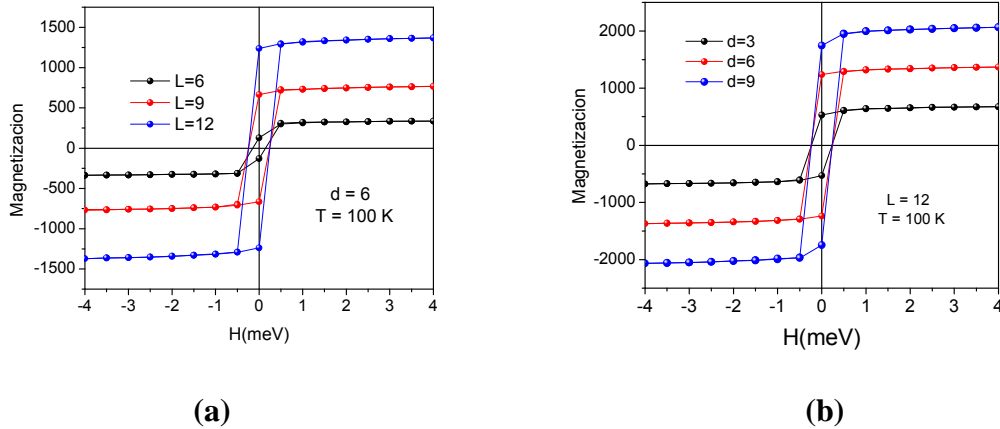 Magnetizacion
1500
1000
500
0
-500
-1000
-1500
L=6
L=9
L=12
d = 6
T = 100 K
-4 -3 -2 -1 0 1 2 3 4
H(meV)
(a)
Magnetizacion
2000
1000
0
-1000
-2000
d=3
d=6
d=9
L = 12
T = 100 K
-4 -3 -2 -1 0 1 2 3 4
H(meV)
(b)